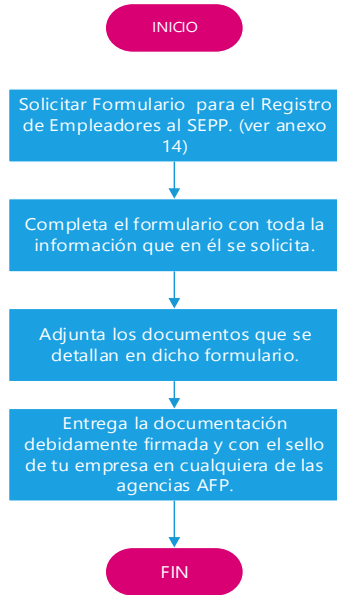 INICIO
Solicitar Formulario para el Registro
de Empleadores al SEPP. (ver anexo
14)
Completa el formulario con toda la
información que en él se solicita.
Adjunta los documentos que se
detallan en dicho formulario.
Entrega la documentación
debidamente firmada y con el sello
de tu empresa en cualquiera de las
agencias AFP.
FIN